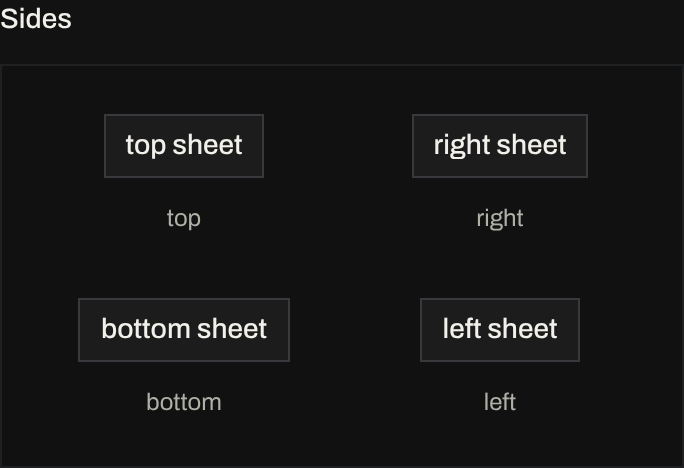 Sides
top sheet
right sheet
top
right
bottom sheet
left sheet
bottom
left